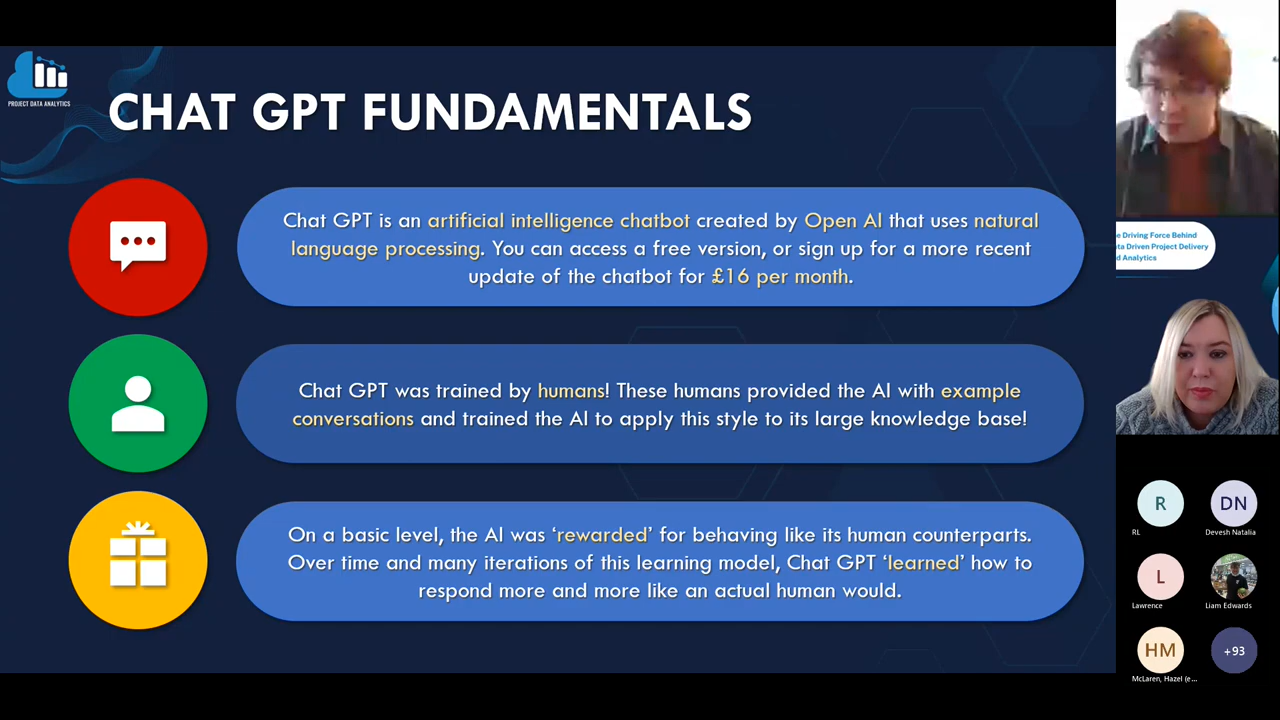 PROJECT DATA ANALYTICS
CHAT GPT FUNDAMENTALS
Chat GPT is an artificial intelligence chatbot created by Open AI that uses natural
language processing. You can access a free version, or sign up for a more recent
update of the chatbot for £16 per month.
Chat GPT was trained by humans! These humans provided the AI with example
conversations and trained the AI to apply this style to its large knowledge base!
On a basic level, the AI was ‘rewarded’ for behaving like its human counterparts.
Over time and many iterations of this learning model, Chat GPT ‘learned’ how to
respond more and more like an actual human would.
e Driving Force Behind
ta Driven Project Delivery
d Analytics
R
RL
DN
Devesh Natalia
L
Lawrence
Liam Edwards
HM
McLaren, Hazel (e...
+93